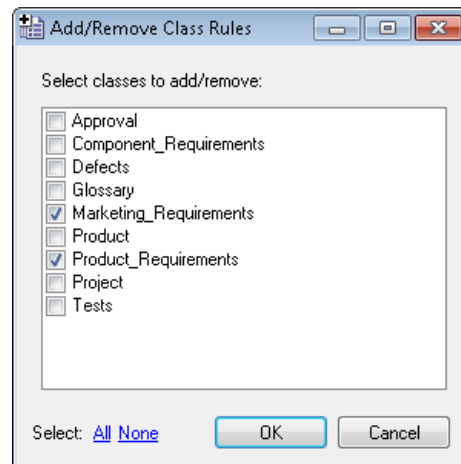 Add/Remove Class Rules
Select classes to add/remove:
Approval
Component_Requirements
Defects
Glossary
Marketing_Requirements
Product
Product_Requirements
Project
Tests
Select: All None OK Cancel